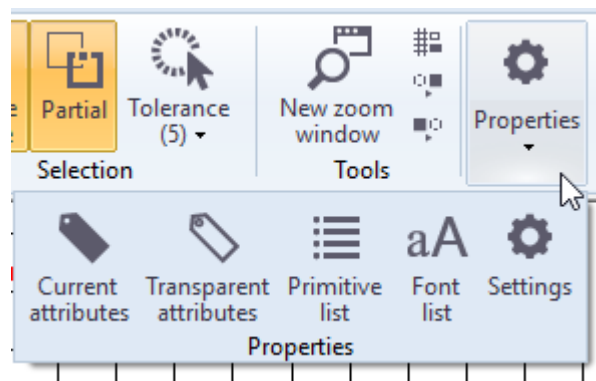 Partial
Tolerance
(5)
New zoom
window
Properties
Selection
Tools
Current
attributes
Transparent
attributes
Primitive
list
aA
Font
list
Settings
Properties